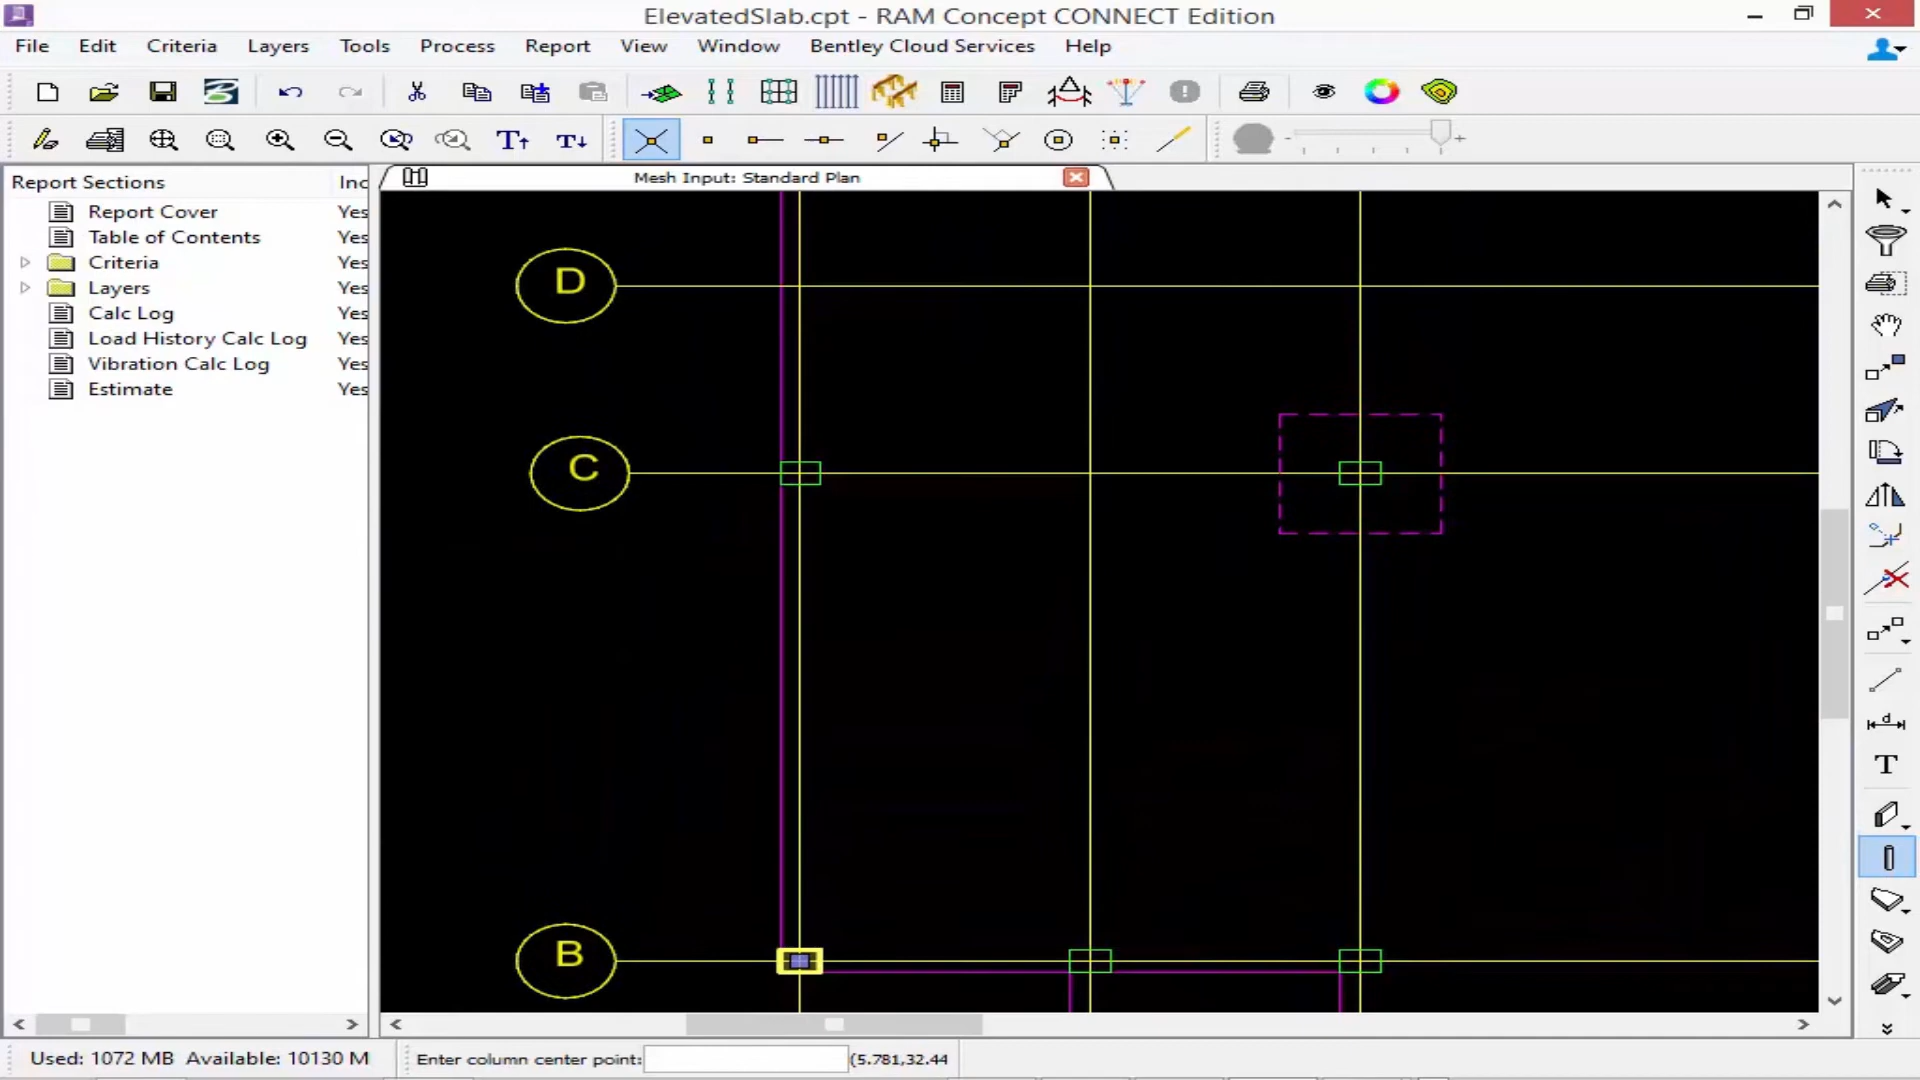 ElevatedSlab.cpt - RAM Concept CONNECT Edition
File Edit Criteria Layers Tools Process Report View Window Bentley Cloud Services Help
T↑ T↓
Report Sections Inc
Mesh Input: Standard Plan
Report Cover Yes
Table of Contents Yes
Criteria Yes
Layers Yes
Calc Log Yes
Load History Calc Log Yes
Vibration Calc Log Yes
Estimate Yes
D
C
B
d
T
Used: 1072 MB Available: 10130 M
Enter column center point: (5.781,32.44